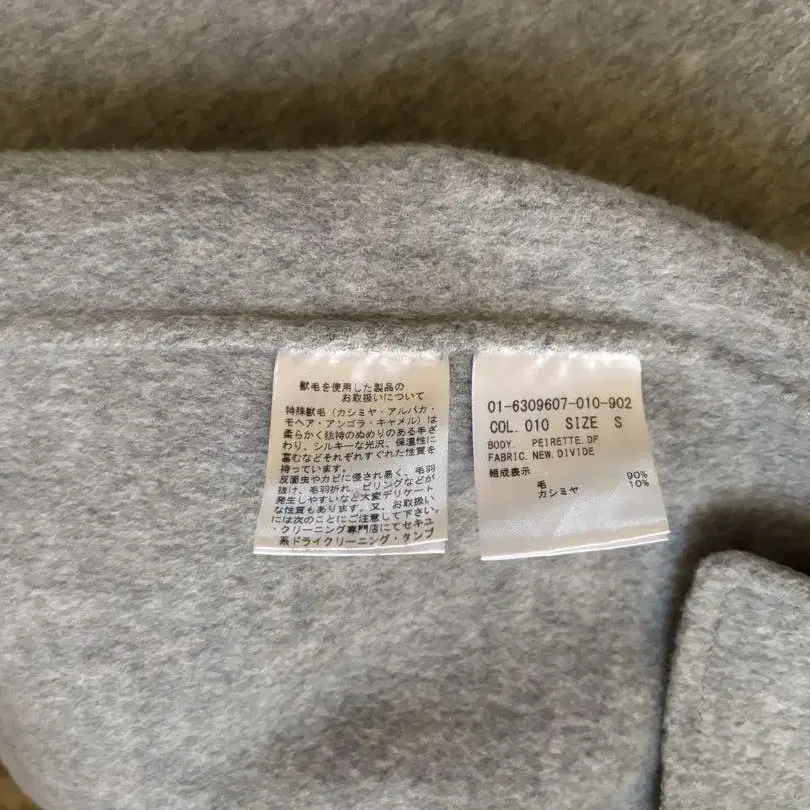 獣毛を使用した製品の
お取扱いについて
特殊獣毛(カシミヤ・アルパカ・
モヘア・アンゴラ・キャメル)は
柔らかく独特のぬめりのある手ざ
わり、シルキーな光沢、保温性に
富むなどそれぞれすぐれた性質を
持っています。
反面虫やカビに侵され易く、毛羽
抜け、毛羽折れ、ピリングなどが
発生しやすいなど大変デリケート
な性質もあります。又、お取扱い
には次のことにご注意して下さい。
・クリーニング専門店にてセキユ
系ドライクリーニング・タンブ
01-6309607-010-902
COL. 010 SIZE S
BODY. PEIRETTE.DF
FABRIC.NEW.DIVIDE
組成表示
毛 90%
カシミヤ 10%